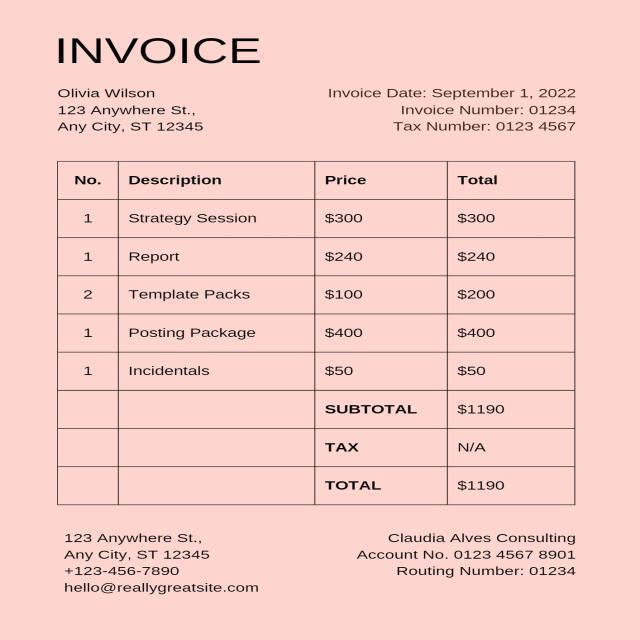 INVOICE
Olivia Wilson
123 Anywhere St.,
Any City, ST 12345
Invoice Date: September 1, 2022
Invoice Number: 01234
Tax Number: 0123 4567
No. Description Price Total
1 Strategy Session $300 $300
1 Report $240 $240
2 Template Packs $100 $200
1 Posting Package $400 $400
1 Incidentals $50 $50
SUBTOTAL $1190
TAX N/A
TOTAL $1190
123 Anywhere St.,
Any City, ST 12345
+123-456-7890
hello@reallygreatsite.com
Claudia Alves Consulting
Account No. 0123 4567 8901
Routing Number: 01234